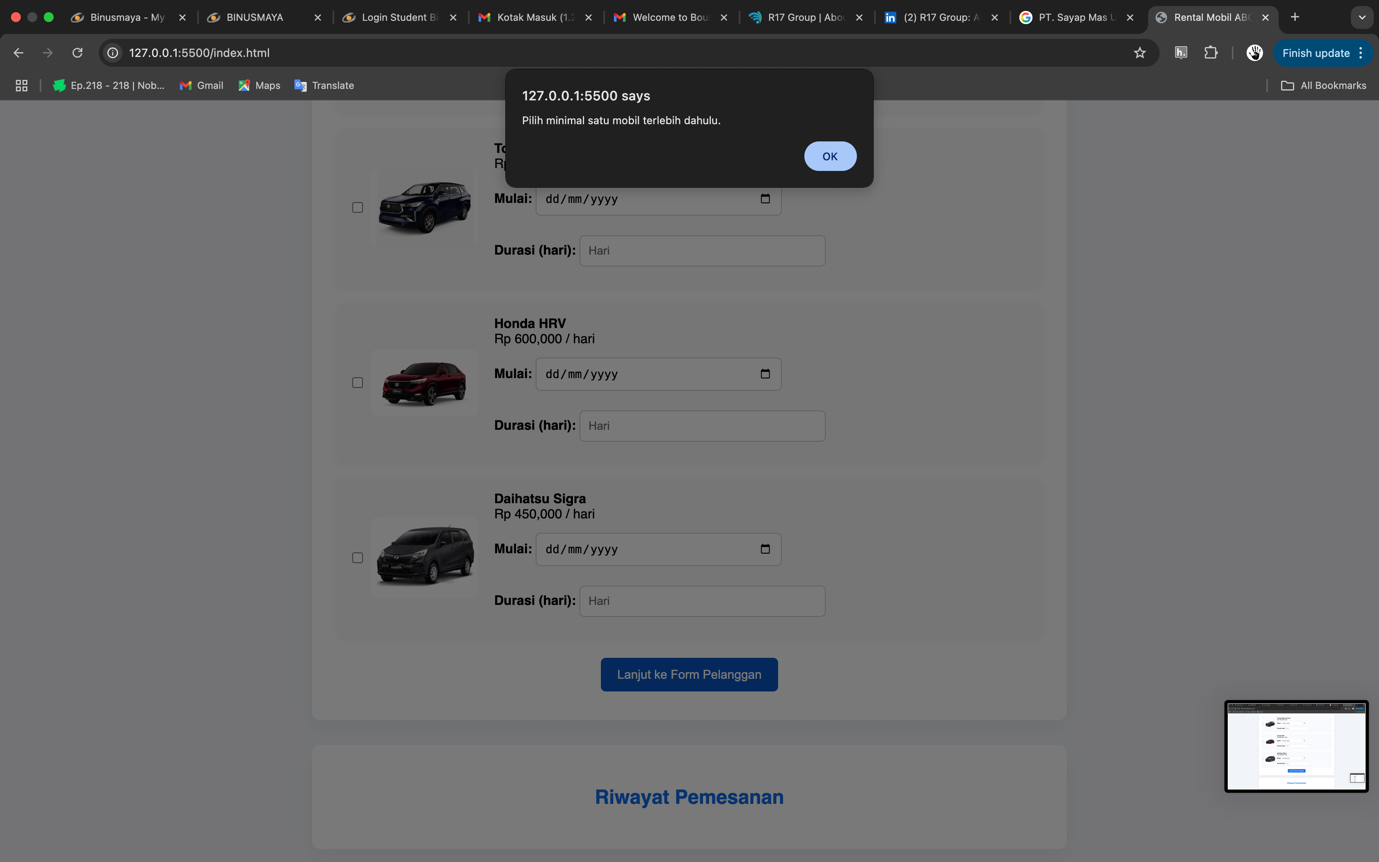 Binusmaya - My
BINUSMAYA
Login Student Bi
Kotak Masuk (1.
Welcome to Bou
R17 Group | Abo
(2) R17 Group: A
PT. Sayap Mas U
Rental Mobil ABC
127.0.0.1:5500/index.html
Finish update
Ep.218 - 218 | Nob...
Gmail
Maps
Translate
All Bookmarks
127.0.0.1:5500 says
Pilih minimal satu mobil terlebih dahulu.
OK
To
Rp
Mulai: dd/mm/yyyy
Durasi (hari): Hari
Honda HRV
Rp 600,000 / hari
Mulai: dd/mm/yyyy
Durasi (hari): Hari
Daihatsu Sigra
Rp 450,000 / hari
Mulai: dd/mm/yyyy
Durasi (hari): Hari
Lanjut ke Form Pelanggan
Riwayat Pemesanan